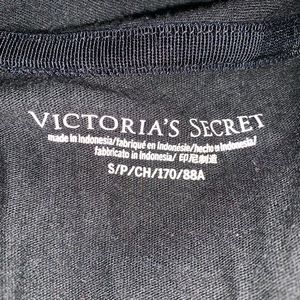 VICTORIA'S SECRET
made in Indonesia/fabriqué en Indonésie/hecho en Indonesia/
fabbricato in Indonesia/ 印尼制造
S/P/CH/170/88A